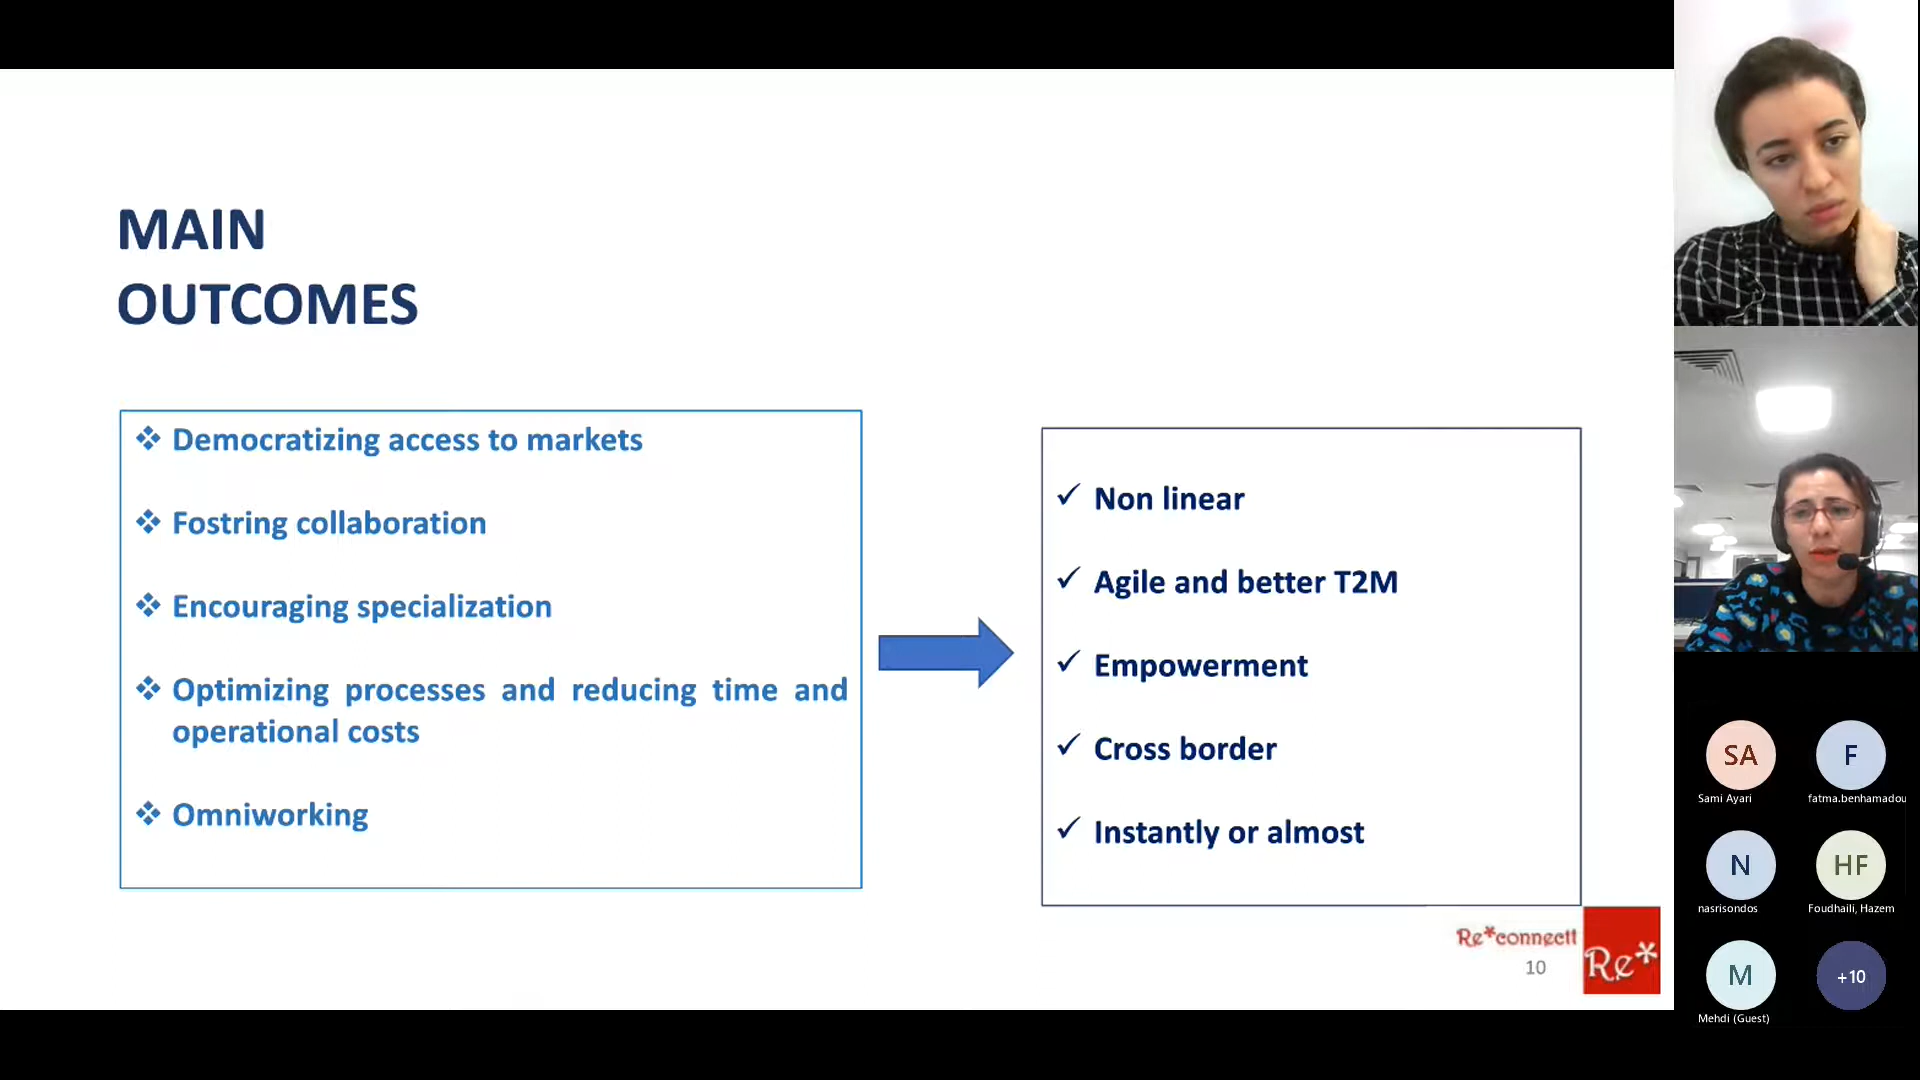 MAIN
OUTCOMES
Democratizing access to markets
Fostring collaboration
Encouraging specialization
Optimizing processes and reducing time and
operational costs
Omniworking
Non linear
Agile and better T2M
Empowerment
Cross border
Instantly or almost
Re*connectt
10
Re*
SA
Sami Ayari
F
fatma.benhamadou
N
nasrisondos
HF
Foudhaili, Hazem
M
Mehdi (Guest)
+10